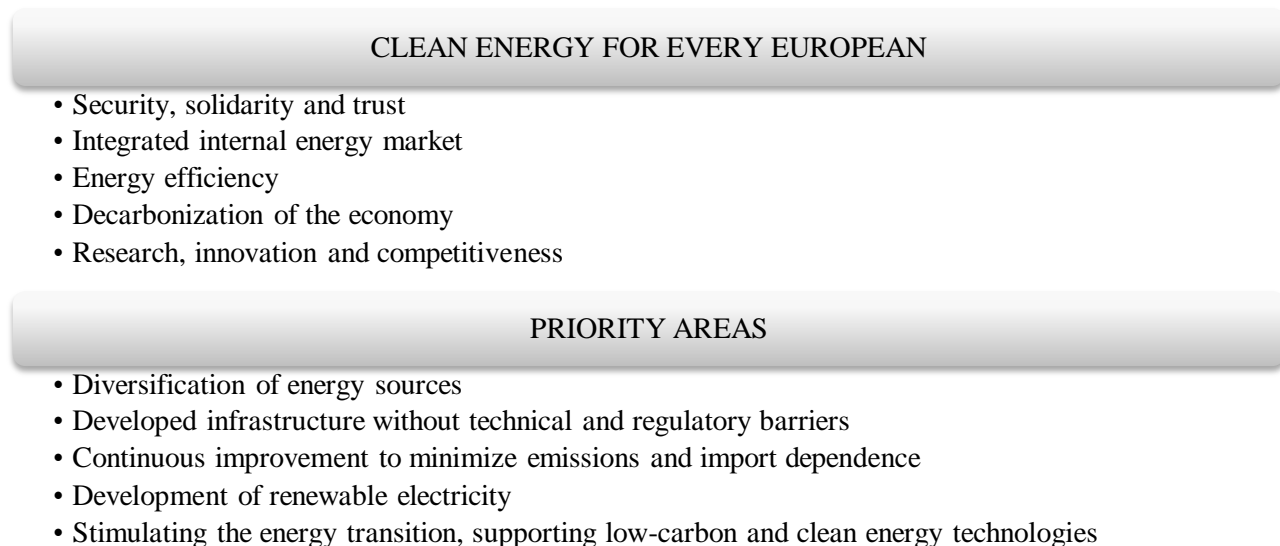 CLEAN ENERGY FOR EVERY EUROPEAN
• Security, solidarity and trust
• Integrated internal energy market
• Energy efficiency
• Decarbonization of the economy
• Research, innovation and competitiveness
PRIORITY AREAS
• Diversification of energy sources
• Developed infrastructure without technical and regulatory barriers
• Continuous improvement to minimize emissions and import dependence
• Development of renewable electricity
• Stimulating the energy transition, supporting low-carbon and clean energy technologies